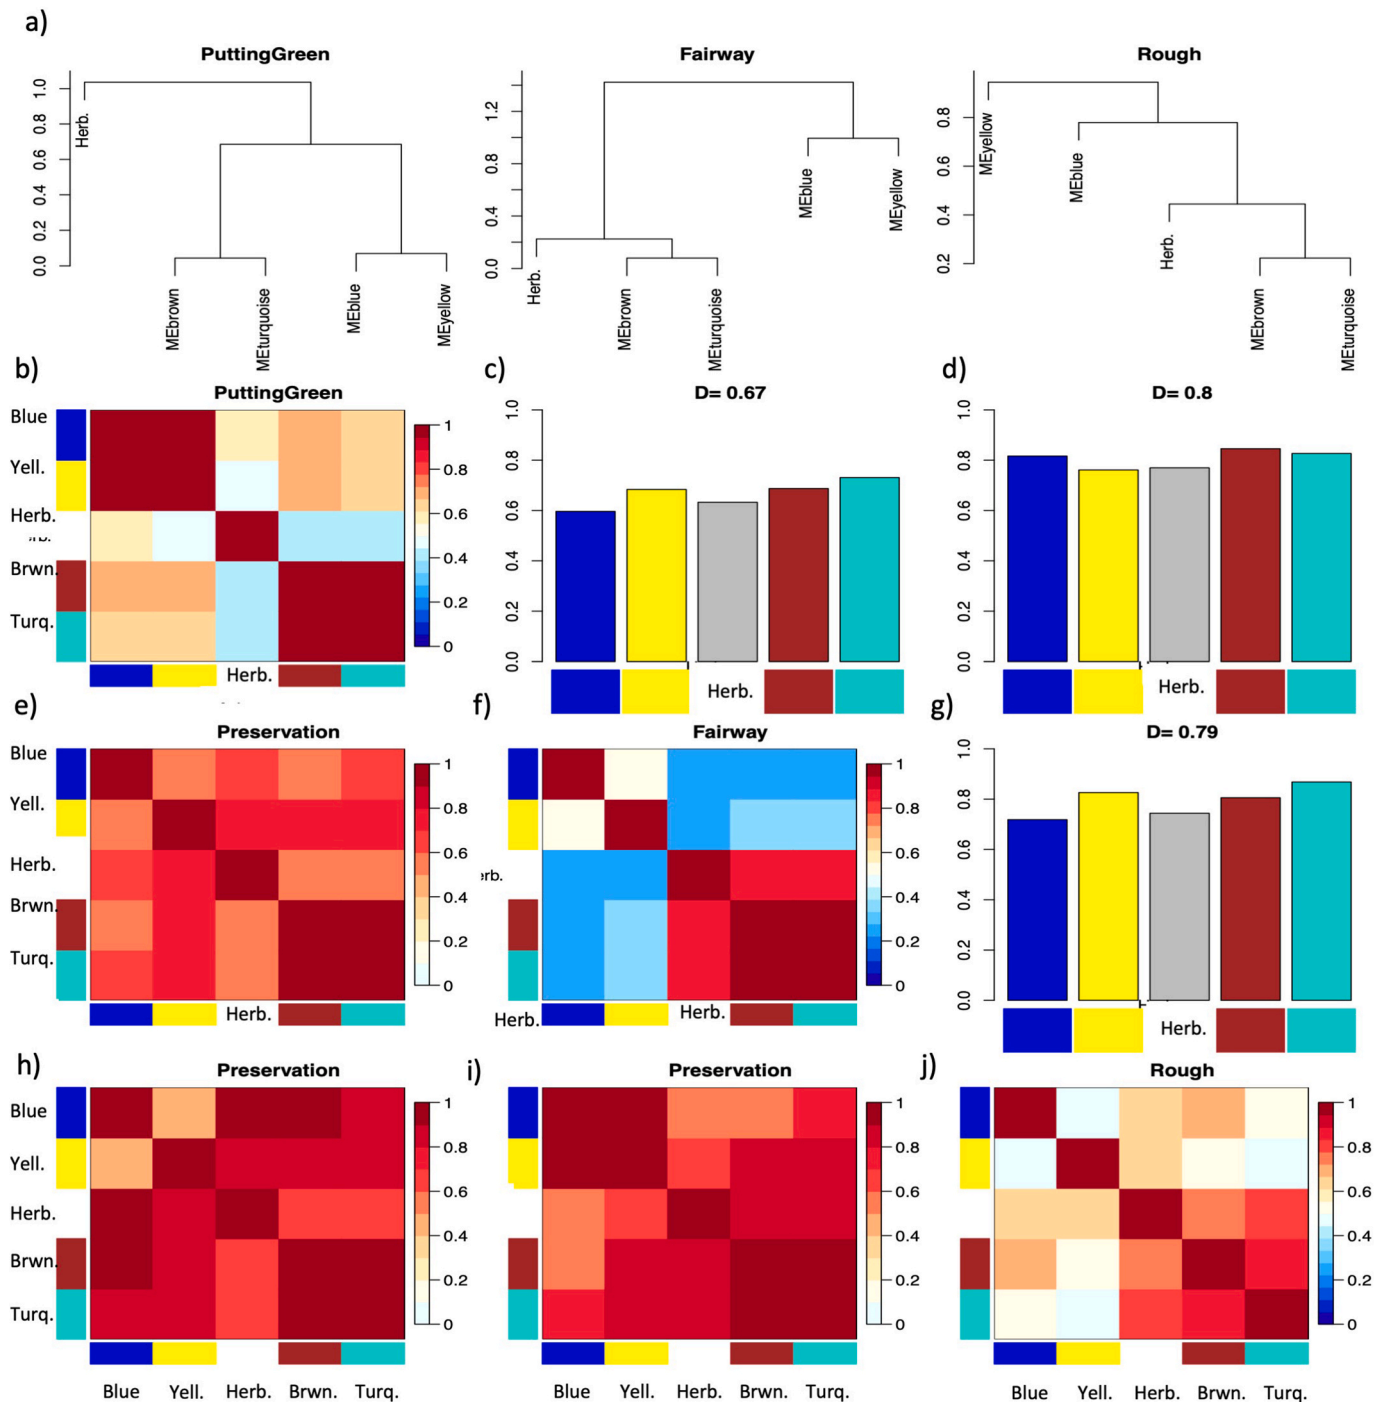 a)
PuttingGreen
Fairway
Rough
1.0
0.8
0.6
0.4
0.2
0.0
Herb.
MEbrown
MEturquoise
MEblue
MEyellow
1.2
0.8
0.4
0.0
Herb.
MEbrown
MEturquoise
MEblue
MEyellow
0.8
0.6
0.4
0.2
MEyellow
MEblue
Herb.
MEbrown
MEturquoise
b)
PuttingGreen
Blue
Yell.
Herb.
Brwn.
Turq.
Herb.
1
0.8
0.6
0.4
0.2
0
c)
D= 0.67
1.0
0.8
0.6
0.4
0.2
0.0
Herb.
d)
D= 0.8
1.0
0.8
0.6
0.4
0.2
0.0
Herb.
e)
Preservation
Blue
Yell.
Herb.
Brwn.
Turq.
Herb.
1
0.8
0.6
0.4
0.2
0
f)
Fairway
erb.
Herb.
Herb.
1
0.8
0.6
0.4
0.2
0
g)
D= 0.79
1.0
0.8
0.6
0.4
0.2
0.0
Herb.
h)
Preservation
Blue
Yell.
Herb.
Brwn.
Turq.
1
0.8
0.6
0.4
0.2
0
Blue Yell. Herb. Brwn. Turq.
i)
Preservation
1
0.8
0.6
0.4
0.2
0
Blue Yell. Herb. Brwn. Turq.
j)
Rough
1
0.8
0.6
0.4
0.2
0
Blue Yell. Herb. Brwn. Turq.